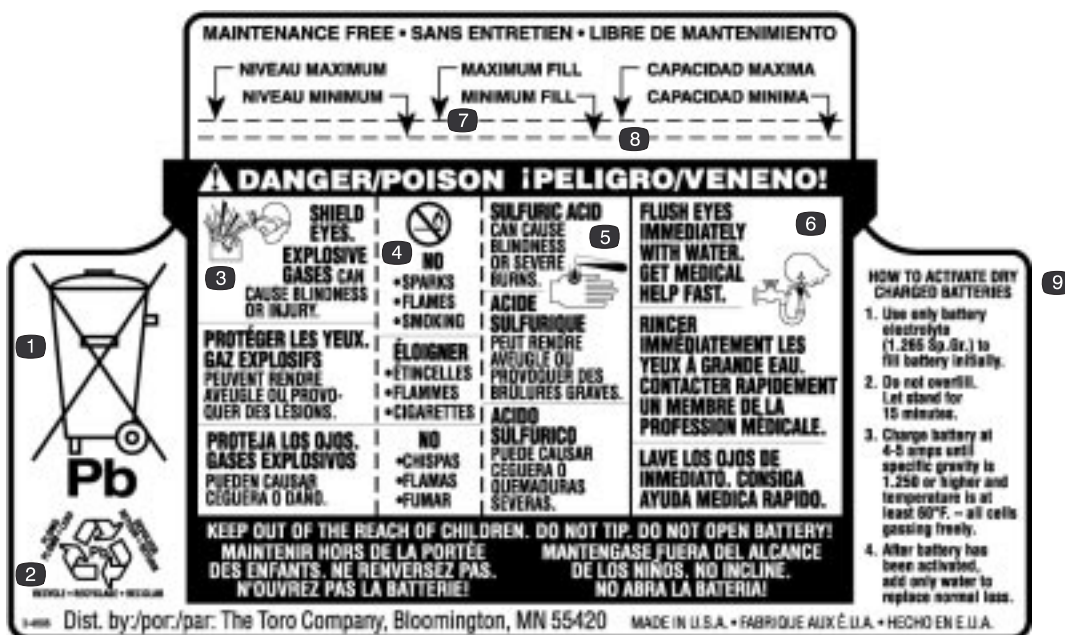 MAINTENANCE FREE • SANS ENTRETIEN • LIBRE DE MANTENIMIENTO
NIVEAU MAXIMUM
NIVEAU MINIMUM
MAXIMUM FILL
MINIMUM FILL
CAPACIDAD MAXIMA
CAPACIDAD MINIMA
7
8
DANGER/POISON ¡PELIGRO/VENENO!
SHIELD
EYES.
EXPLOSIVE
GASES CAN
CAUSE BLINDNESS
OR INJURY.
3
PROTÉGER LES YEUX.
GAZ EXPLOSIFS
PEUVENT RENDRE
AVEUGLE OU PROVO-
QUER DES LÉSIONS.
PROTEJA LOS OJOS.
GASES EXPLOSIVOS
PUEDEN CAUSAR
CEGUERA O DANO.
4
NO
•SPARKS
•FLAMES
•SMOKING
ÉLOIGNER
•ÉTINCELLES
•FLAMMES
•CIGARETTES
NO
•CHISPAS
•FLAMAS
•FUMAR
SULFURIC ACID
CAN CAUSE
BLINDNESS
OR SEVERE
BURNS.
5
ACIDE
SULFURIQUE
PEUT RENDRE
AVEUGLE OU
PROVOQUER DES
BRÛLURES GRAVES.
ACIDO
SULFURICO
PUEDE CAUSAR
CEGUERA O
QUEMADURAS
SEVERAS.
FLUSH EYES
IMMEDIATELY
WITH WATER.
GET MEDICAL
HELP FAST.
6
RINCER
IMMÉDIATEMENT LES
YEUX À GRANDE EAU.
CONTACTER RAPIDEMENT
UN MEMBRE DE LA
PROFESSION MÉDICALE.
LAVE LOS OJOS DE
INMEDIATO. CONSIGA
AYUDA MEDICA RAPIDO.
KEEP OUT OF THE REACH OF CHILDREN. DO NOT TIP. DO NOT OPEN BATTERY!
MAINTENIR HORS DE LA PORTÉE
DES ENFANTS. NE RENVERSEZ PAS.
N'OUVREZ PAS LA BATTERIE!
MANTENGASE FUERA DEL ALCANCE
DE LOS NIÑOS. NO INCLINE.
NO ABRA LA BATERIA!
1
Pb
2
RECYCLE • RECYCLAGE • RECICLAR
9
HOW TO ACTIVATE DRY
CHARGED BATTERIES
1. Use only battery
electrolyte
(1.265 Sp.Gr.) to
fill battery initially.
2. Do not overfill.
Let stand for
15 minutes.
3. Charge battery at
4-5 amps until
specific gravity is
1.250 or higher and
temperature is at
least 60°F. – all cells
gassing freely.
4. After battery has
been activated,
add only water to
replace normal loss.
Dist. by:/por:/par: The Toro Company, Bloomington, MN 55420
MADE IN U.S.A. • FABRIQUE AUX É.U.A. • HECHO EN E.U.A.